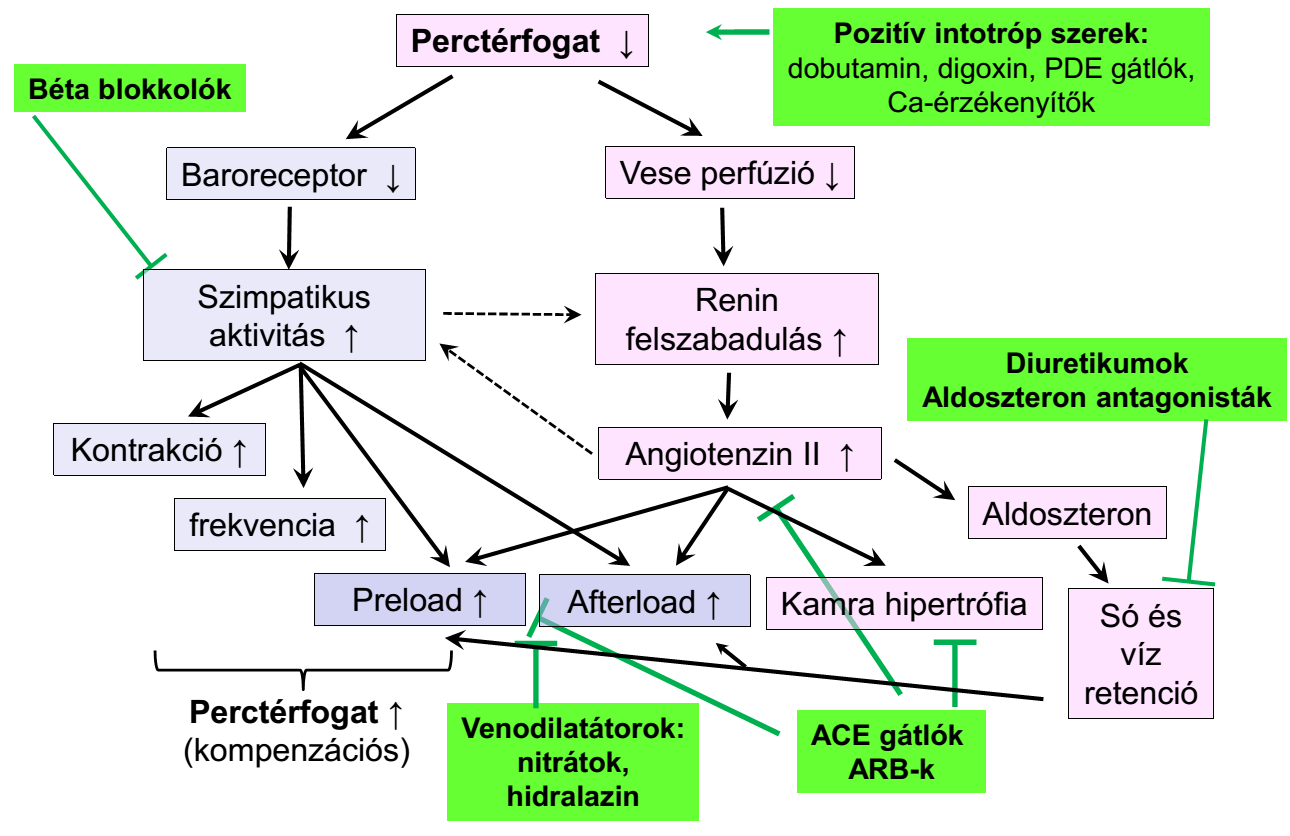 Perctérfogat ↓
Pozitív intotróp szerek:
dobutamin, digoxin, PDE gátlók,
Ca-érzékenyítők
Béta blokkolók
Baroreceptor ↓
Vese perfúzió ↓
Szimpatikus
aktivitás ↑
Renin
felszabadulás ↑
Diuretikumok
Aldoszteron antagonisták
Kontrakció ↑
Angiotenzin II ↑
frekvencia ↑
Aldoszteron
Preload ↑
Afterload ↑
Kamra hipertrófia
Só és
víz
retenció
Perctérfogat ↑
(kompenzációs)
Venodilatátorok:
nitrátok,
hidralazin
ACE gátlók
ARB-k